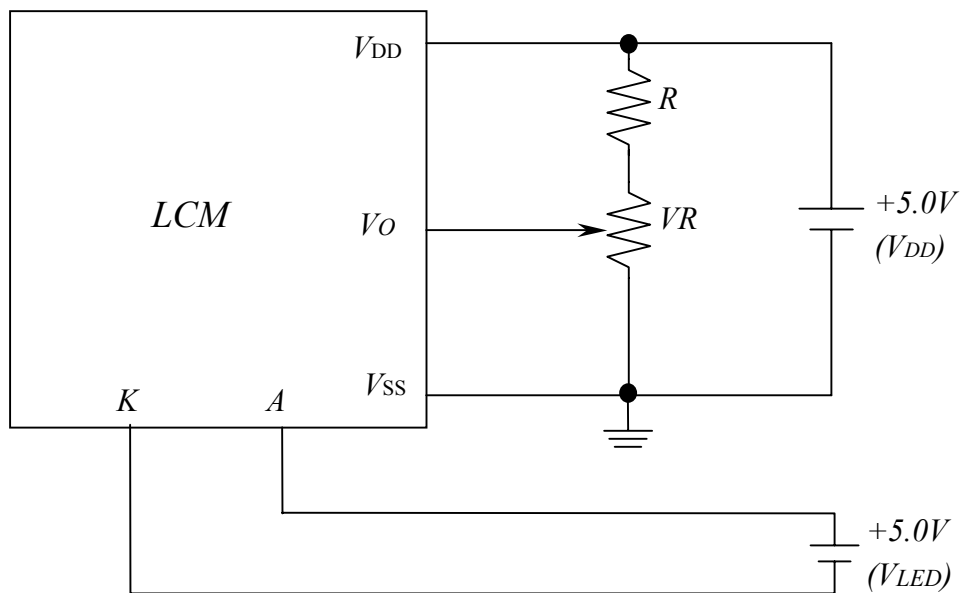 VDD
R
LCM
VO
VR
+5.0V
(VDD)
VSS
K
A
+5.0V
(VLED)